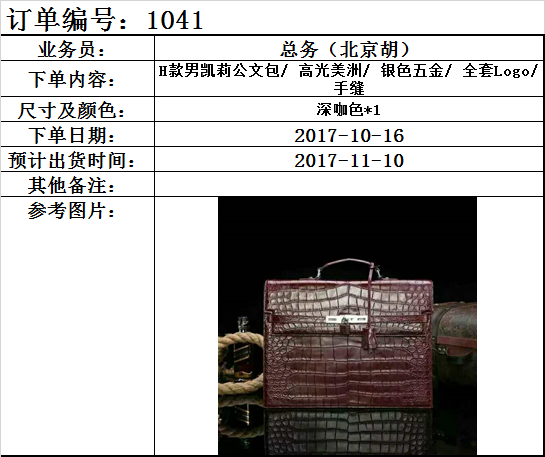 订单编号：1041
业务员： 总务（北京胡）
下单内容： H款男凯莉公文包/ 高光美洲/ 银色五金/ 全套Logo/
手缝
尺寸及颜色： 深咖色*1
下单日期： 2017-10-16
预计出货时间： 2017-11-10
其他备注：
参考图片：